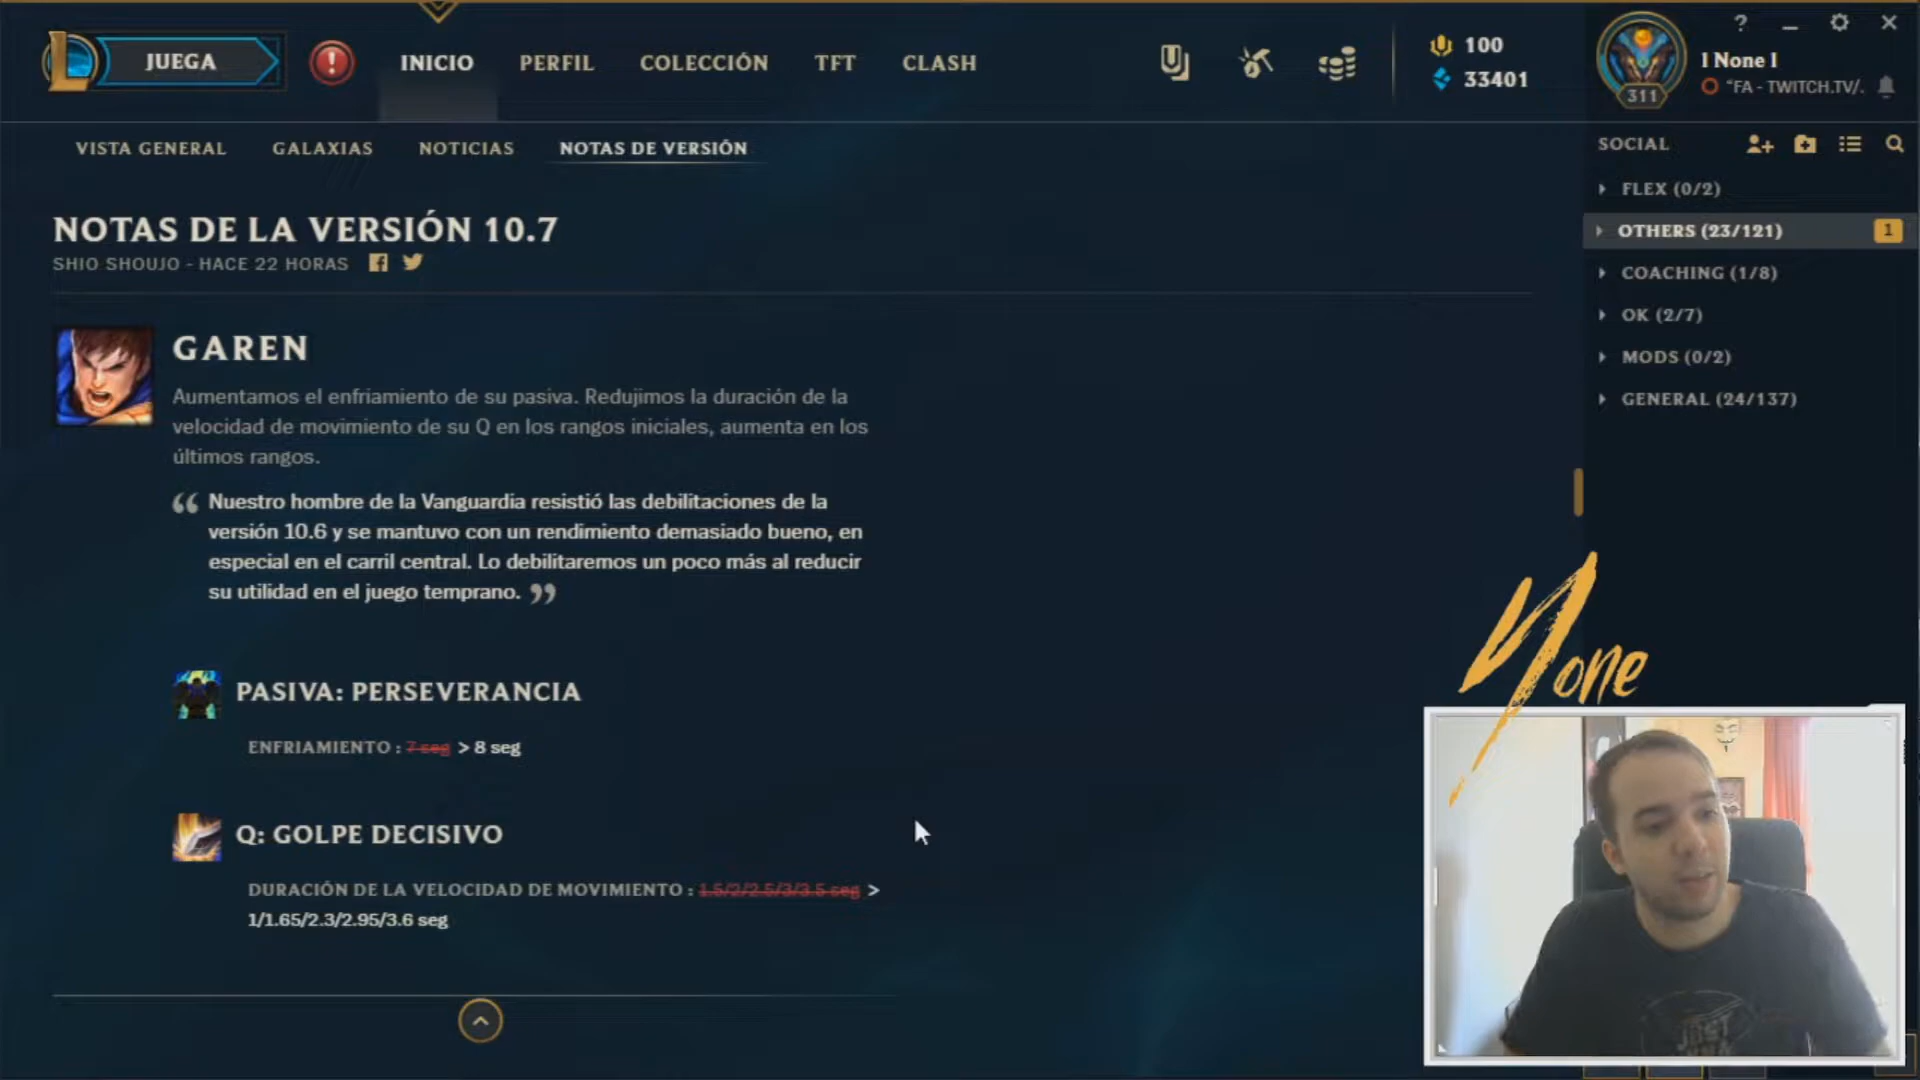 JUEGA
INICIO
PERFIL
COLECCIÓN
TFT
CLASH
100
33401
311
I None I
"FA - TWITCH.TV/.
VISTA GENERAL
GALAXIAS
NOTICIAS
NOTAS DE VERSIÓN
SOCIAL
FLEX (0/2)
OTHERS (23/121)
1
COACHING (1/8)
OK (2/7)
MODS (0/2)
GENERAL (24/137)
NOTAS DE LA VERSIÓN 10.7
SHIO SHOUJO - HACE 22 HORAS
GAREN
Aumentamos el enfriamiento de su pasiva. Redujimos la duración de la
velocidad de movimiento de su Q en los rangos iniciales, aumenta en los
últimos rangos.
“ Nuestro hombre de la Vanguardia resistió las debilitaciones de la
versión 10.6 y se mantuvo con un rendimiento demasiado bueno, en
especial en el carril central. Lo debilitaremos un poco más al reducir
su utilidad en el juego temprano. ”
PASIVA: PERSEVERANCIA
ENFRIAMIENTO : 7 seg > 8 seg
Q: GOLPE DECISIVO
DURACIÓN DE LA VELOCIDAD DE MOVIMIENTO : 1.5/2/2.5/3/3.5 seg >
1/1.65/2.3/2.95/3.6 seg
None